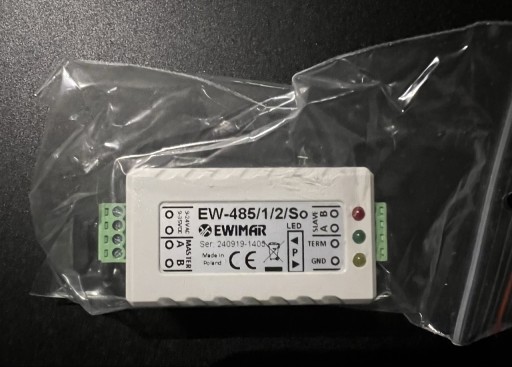 9-24VAC
9-35VDC
MASTER
A
B
EW-485/1/2/So
EWIMAR
Ser. 240919-1405
Made in
Poland
CE
LED
P
SLAVE
A B
TERM
GND